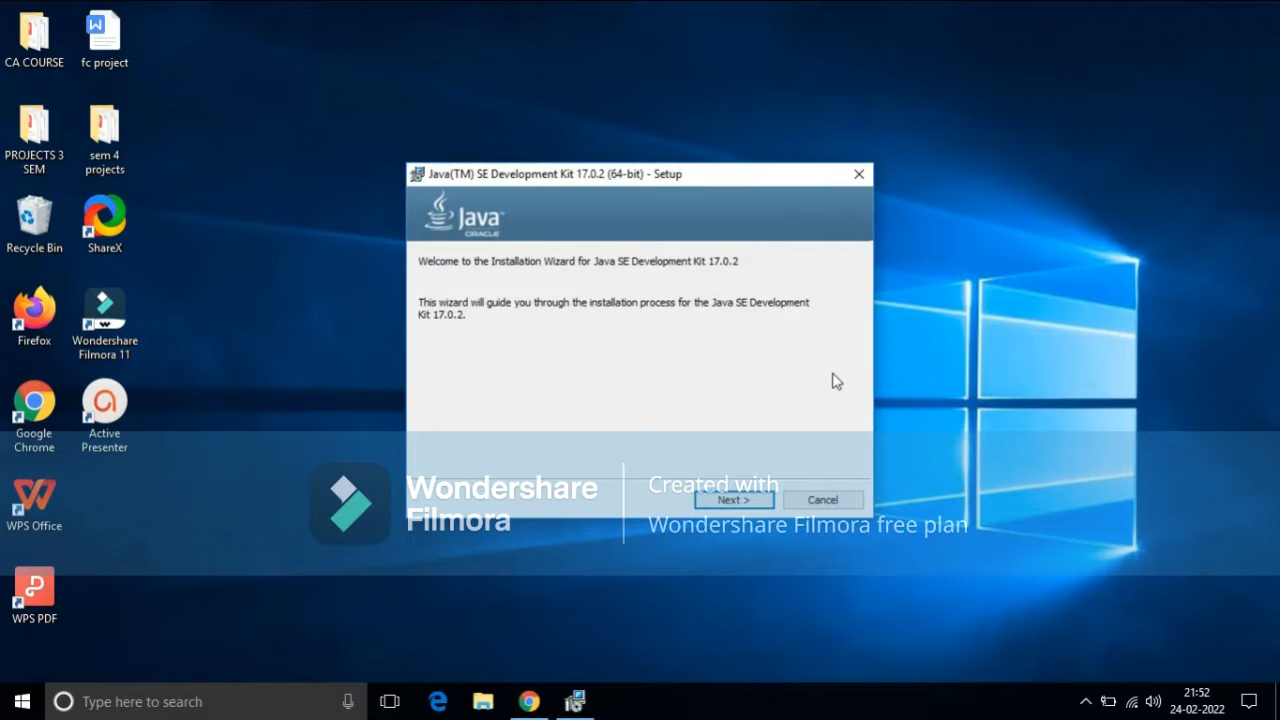 CA COURSE
fc project
PROJECTS 3
SEM
sem 4
projects
Recycle Bin
ShareX
Firefox
Wondershare
Filmora 11
Google
Chrome
Active
Presenter
WPS Office
WPS PDF
Java(TM) SE Development Kit 17.0.2 (64-bit) - Setup
Java™
ORACLE
Welcome to the Installation Wizard for Java SE Development Kit 17.0.2
This wizard will guide you through the installation process for the Java SE Development
Kit 17.0.2.
Next >
Cancel
Wondershare
Filmora
Created with
Wondershare Filmora free plan
Type here to search
21:52
24-02-2022